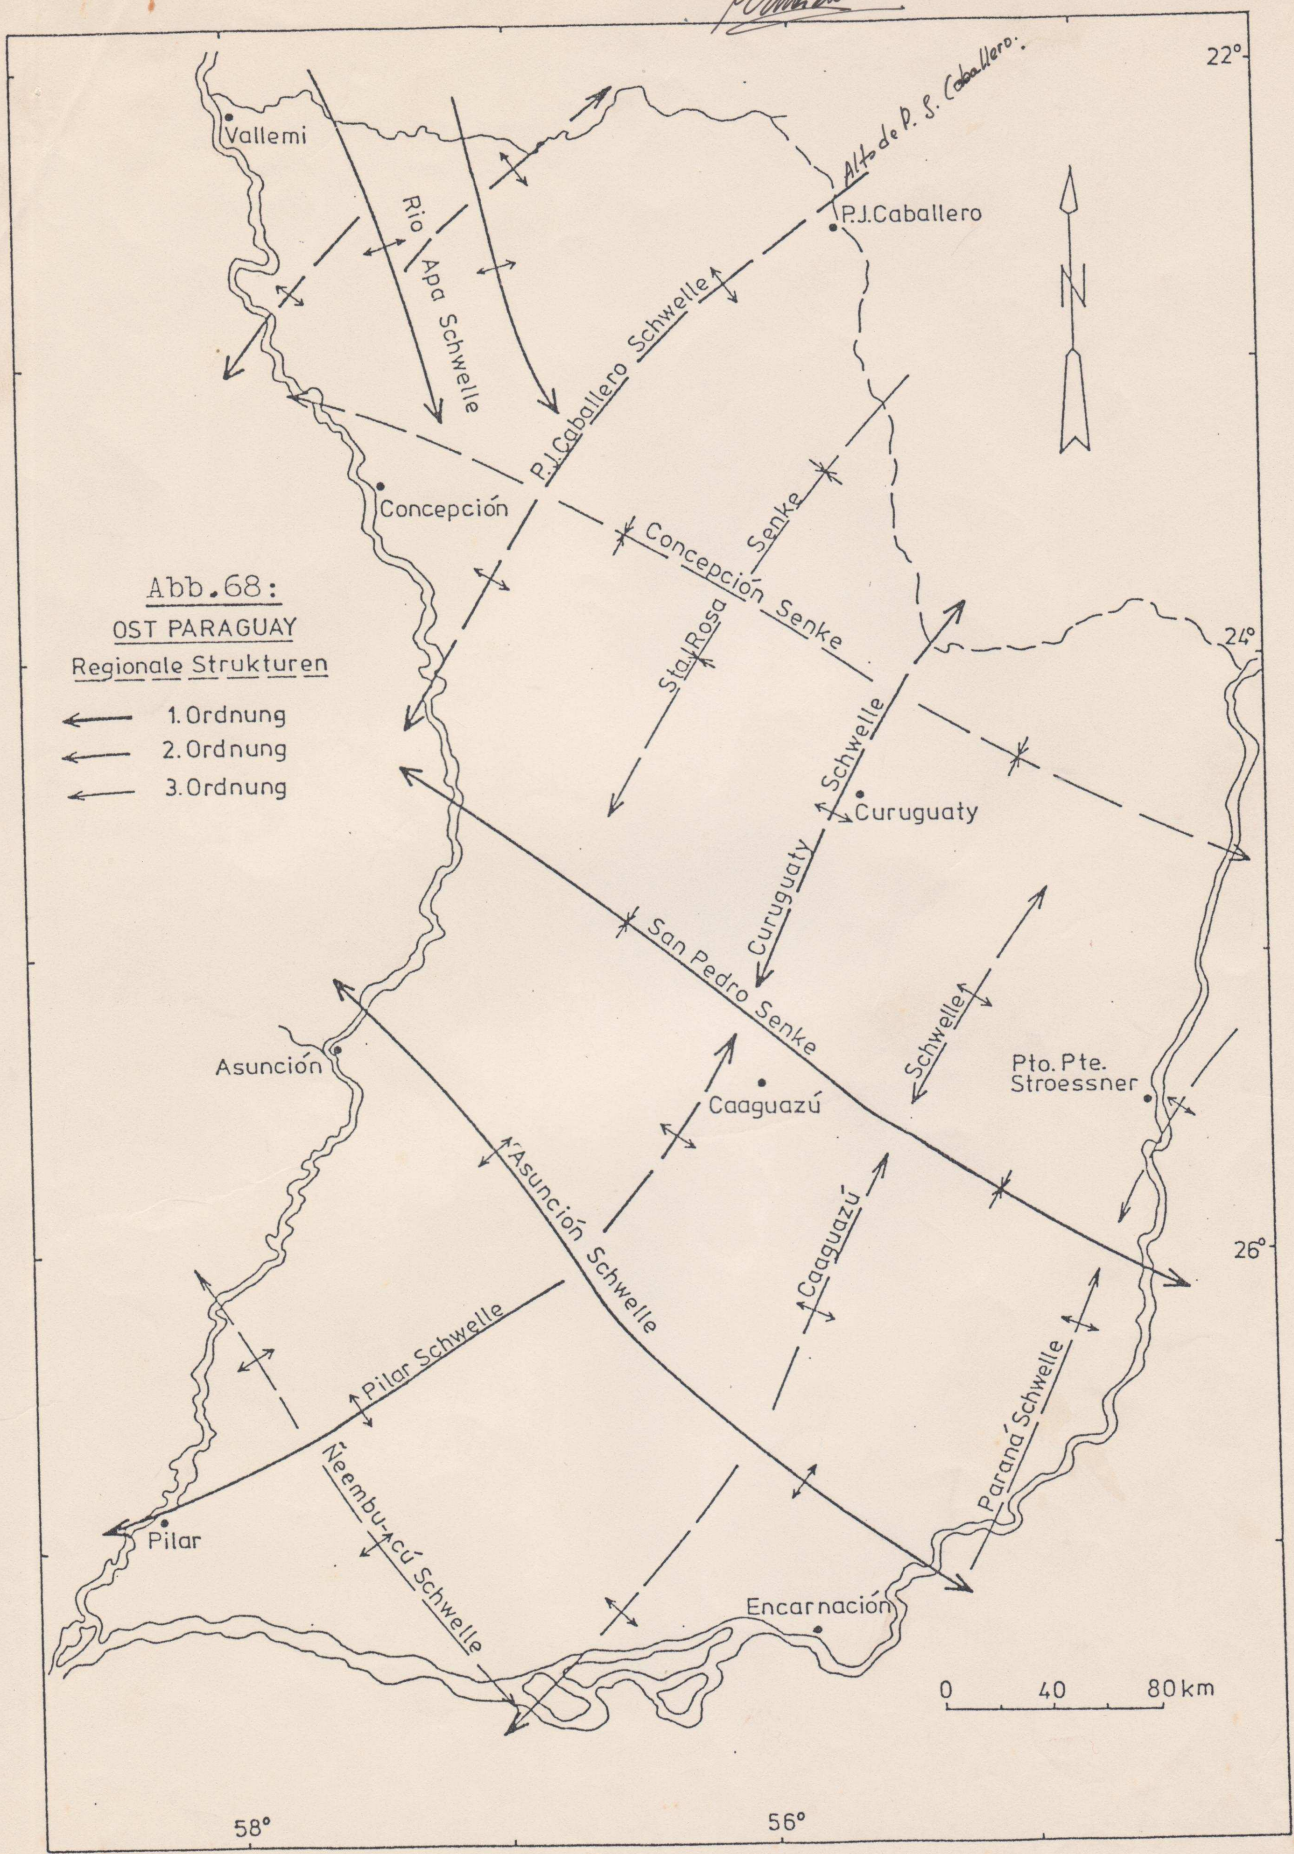 22°
Alto de P. J. Caballero.
Vallemi
P.J.Caballero
Rio Apa Schwelle
N
P.J.Caballero Schwelle
Concepción
Senke
Concepción Senke
Abb.68:
OST PARAGUAY
Regionale Strukturen
1.Ordnung
2.Ordnung
3.Ordnung
Sta. Rosa
24°
Curuguaty Schwelle
Curuguaty
San Pedro Senke
Schwelle
Asunción
Pto. Pte.
Stroessner
Caaguazú
Asunción Schwelle
Caaguazú
26°
Pilar Schwelle
Paraná Schwelle
Ñeembu-cú Schwelle
Pilar
Encarnación
0 40 80 km
58° 56°